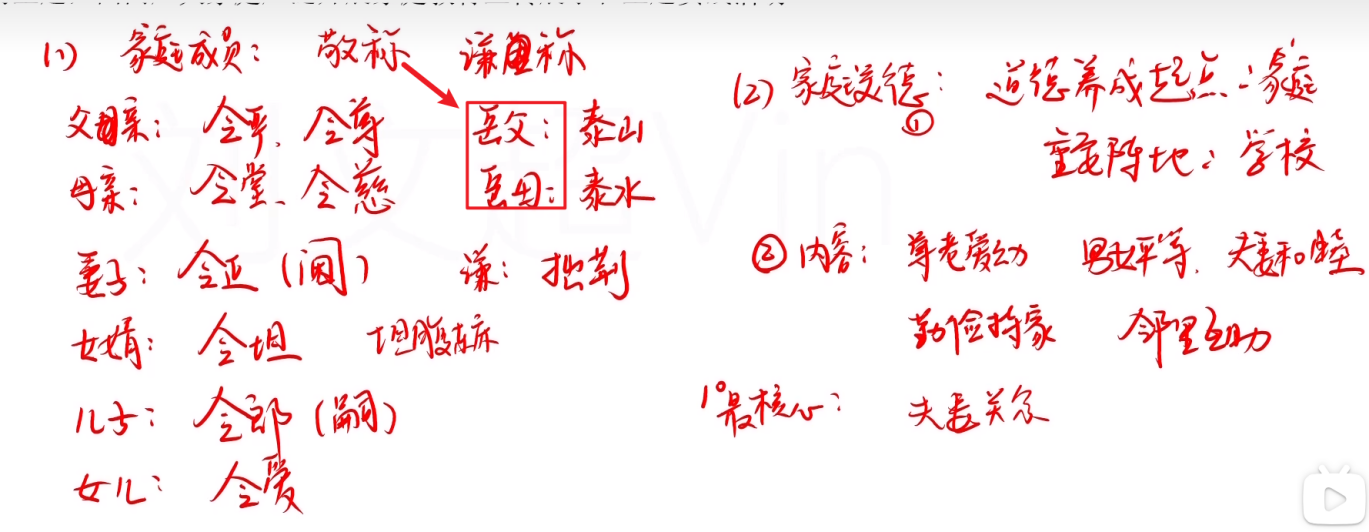 (1) 家庭成员： 敬称、 谦称
父亲： 令尊
岳父： 泰山
母亲： 令堂、令慈
岳母： 泰水
妻子： 令正（阃） 谦： 拙荆
女婿： 令坦 坦腹东床
儿子： 令郎（嗣）
女儿： 令爱
(2) 家庭美德： ① 道德养成起点：家庭
重要阵地： 学校
② 内容： 尊老爱幼 男女平等、 夫妻和睦
勤俭持家 邻里互助
1° 最核心： 夫妻关系